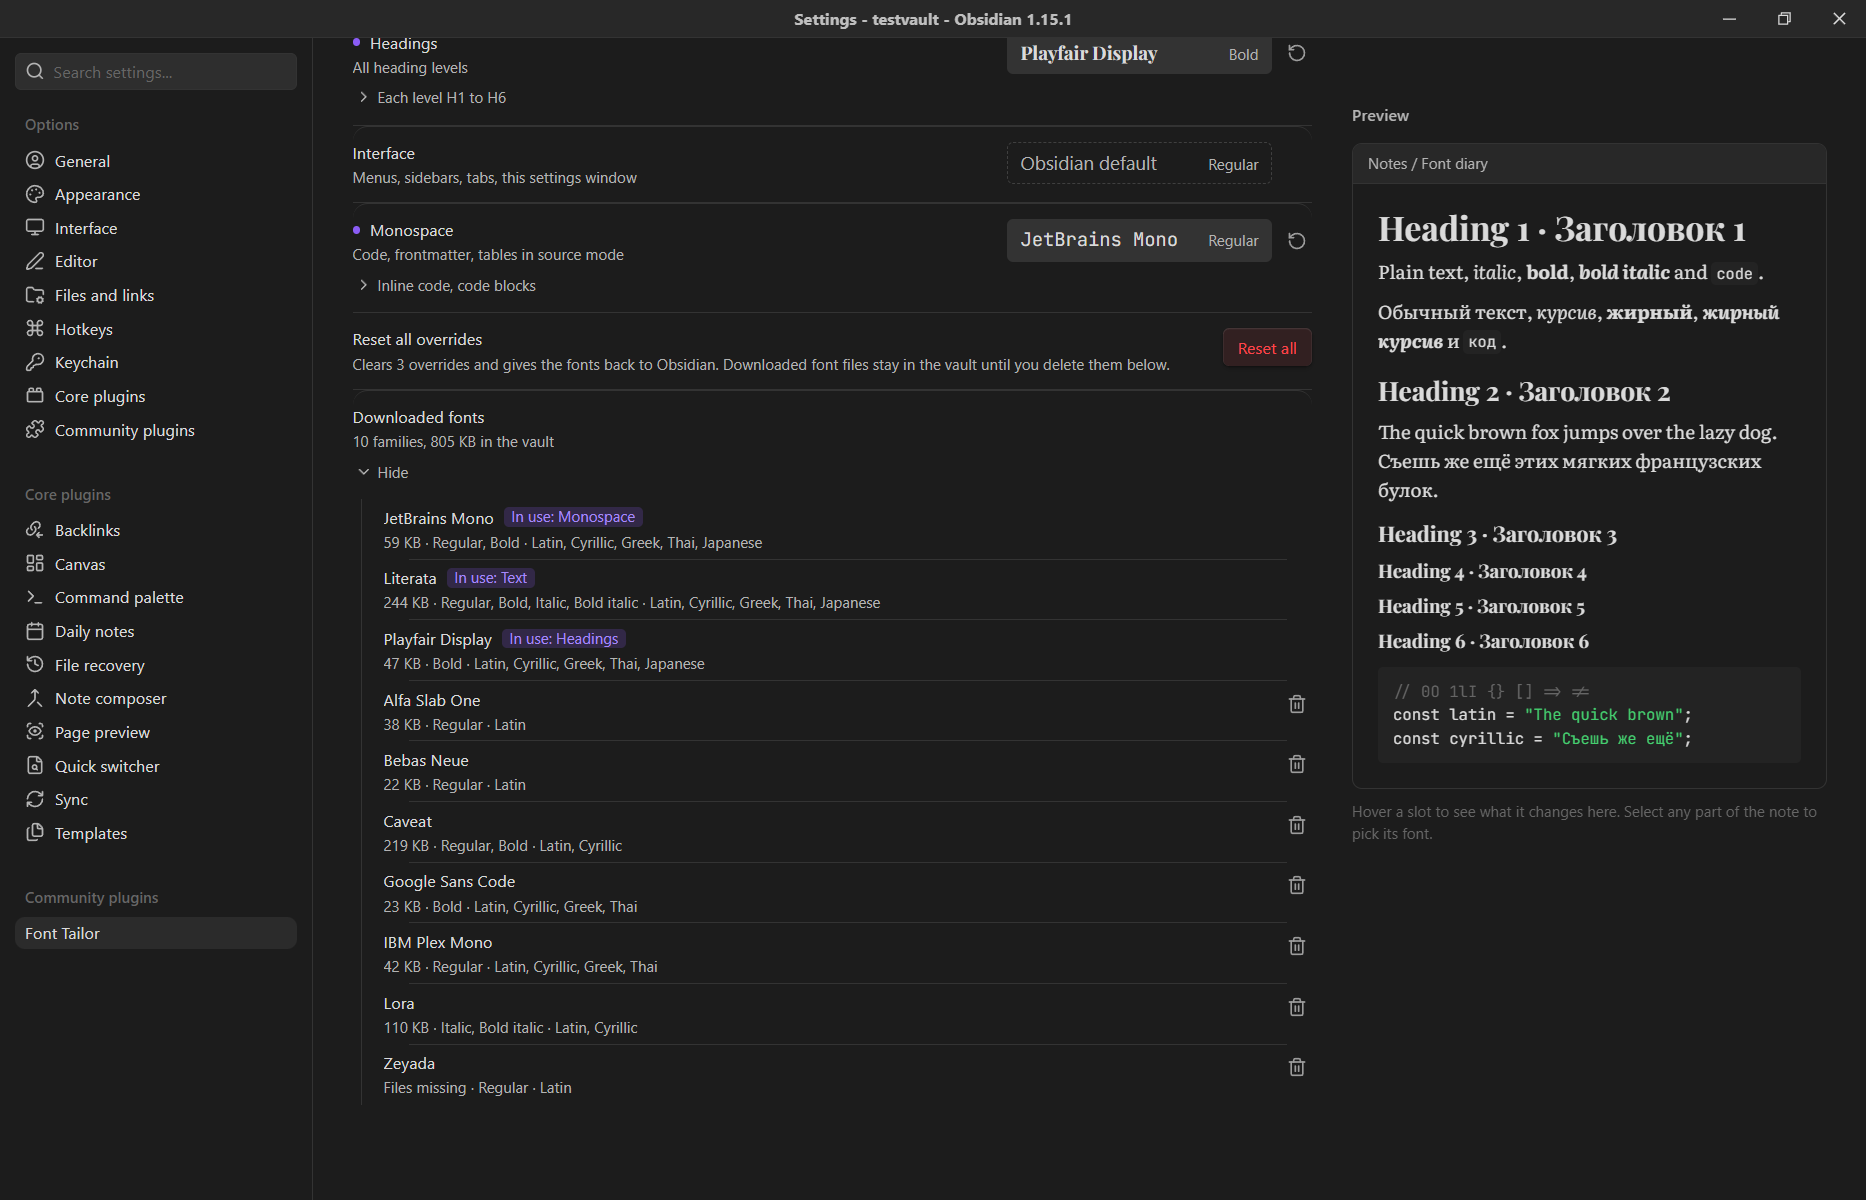 Settings - testvault - Obsidian 1.15.1
Search settings...
Options
General
Appearance
Interface
Editor
Files and links
Hotkeys
Keychain
Core plugins
Community plugins
Core plugins
Backlinks
Canvas
Command palette
Daily notes
File recovery
Note composer
Page preview
Quick switcher
Sync
Templates
Community plugins
Font Tailor
Headings
All heading levels
Playfair Display Bold
Each level H1 to H6
Interface
Menus, sidebars, tabs, this settings window
Obsidian default Regular
Monospace
Code, frontmatter, tables in source mode
JetBrains Mono Regular
Inline code, code blocks
Reset all overrides
Clears 3 overrides and gives the fonts back to Obsidian. Downloaded font files stay in the vault until you delete them below.
Reset all
Downloaded fonts
10 families, 805 KB in the vault
Hide
JetBrains Mono In use: Monospace
59 KB · Regular, Bold · Latin, Cyrillic, Greek, Thai, Japanese
Literata In use: Text
244 KB · Regular, Bold, Italic, Bold italic · Latin, Cyrillic, Greek, Thai, Japanese
Playfair Display In use: Headings
47 KB · Bold · Latin, Cyrillic, Greek, Thai, Japanese
Alfa Slab One
38 KB · Regular · Latin
Bebas Neue
22 KB · Regular · Latin
Caveat
219 KB · Regular, Bold · Latin, Cyrillic
Google Sans Code
23 KB · Bold · Latin, Cyrillic, Greek, Thai
IBM Plex Mono
42 KB · Regular · Latin, Cyrillic, Greek, Thai
Lora
110 KB · Italic, Bold italic · Latin, Cyrillic
Zeyada
Files missing · Regular · Latin
Preview
Notes / Font diary
Heading 1 · Заголовок 1
Plain text, italic, bold, bold italic and code.
Обычный текст, курсив, жирный, жирный
курсив и код.
Heading 2 · Заголовок 2
The quick brown fox jumps over the lazy dog.
Съешь же ещё этих мягких французских
булок.
Heading 3 · Заголовок 3
Heading 4 · Заголовок 4
Heading 5 · Заголовок 5
Heading 6 · Заголовок 6
// 0O 1lI {} [] => ≠
const latin = "The quick brown";
const cyrillic = "Съешь же ещё";
Hover a slot to see what it changes here. Select any part of the note to
pick its font.